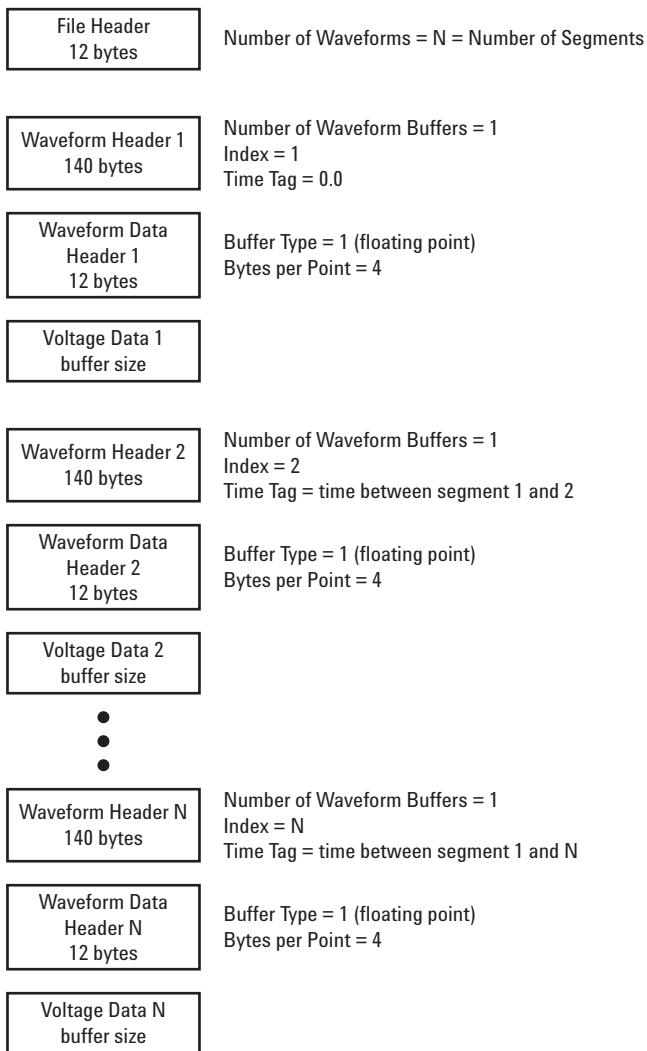 File Header
12 bytes
Number of Waveforms = N = Number of Segments
Waveform Header 1
140 bytes
Number of Waveform Buffers = 1
Index = 1
Time Tag = 0.0
Waveform Data
Header 1
12 bytes
Buffer Type = 1 (floating point)
Bytes per Point = 4
Voltage Data 1
buffer size
Waveform Header 2
140 bytes
Number of Waveform Buffers = 1
Index = 2
Time Tag = time between segment 1 and 2
Waveform Data
Header 2
12 bytes
Buffer Type = 1 (floating point)
Bytes per Point = 4
Voltage Data 2
buffer size
Waveform Header N
140 bytes
Number of Waveform Buffers = 1
Index = N
Time Tag = time between segment 1 and N
Waveform Data
Header N
12 bytes
Buffer Type = 1 (floating point)
Bytes per Point = 4
Voltage Data N
buffer size